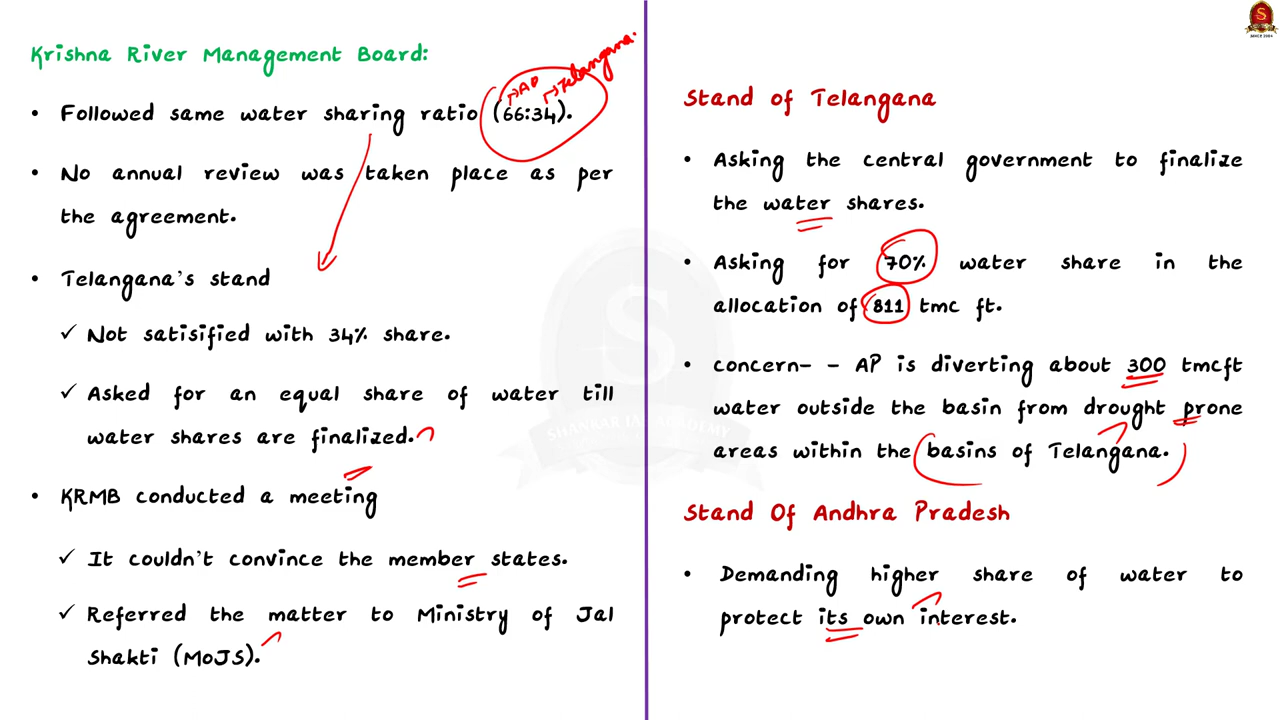 Krishna River Management Board:
→AP
→Telangana.
• Followed same water sharing ratio (66:34).
• No annual review was taken place as per
the agreement.
• Telangana's stand
✓ Not satisified with 34% share.
✓ Asked for an equal share of water till
water shares are finalized.
• KRMB conducted a meeting
✓ It couldn't convince the member states.
✓ Referred the matter to Ministry of Jal
Shakti (MoJS).
Stand of Telangana
• Asking the central government to finalize
the water shares.
• Asking for 70% water share in the
allocation of 811 tmc ft.
• concern- - AP is diverting about 300 tmcft
water outside the basin from drought prone
areas within the basins of Telangana.
Stand Of Andhra Pradesh
• Demanding higher share of water to
protect its own interest.
S
SINCE 2004
SHANKAR IAS ACADEMY